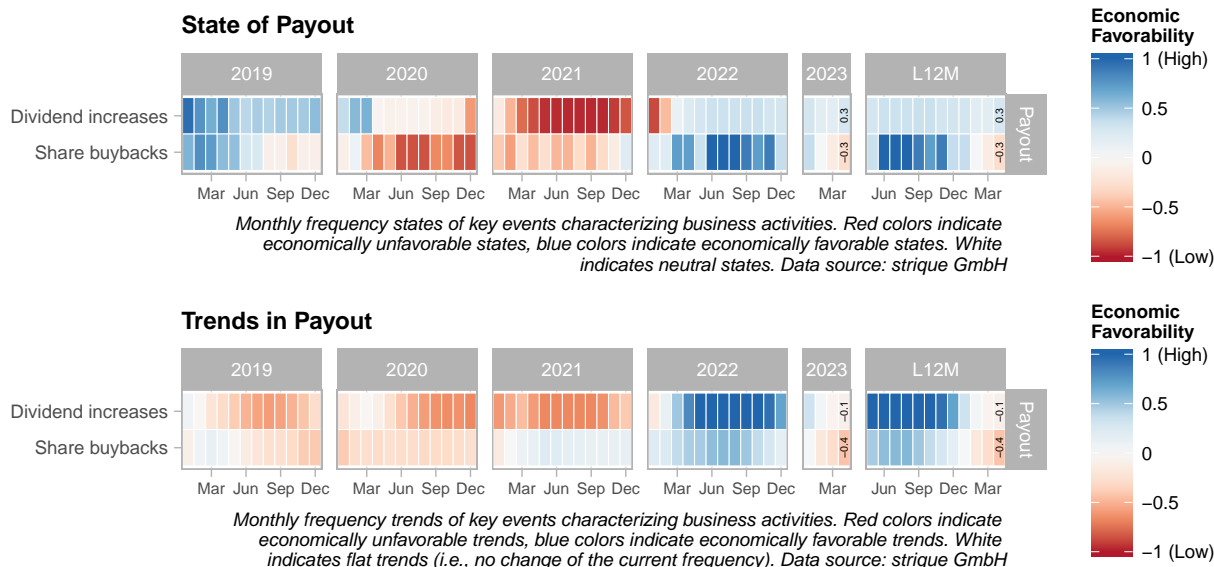 State of Payout
Economic
Favorability
2019 2020 2021 2022 2023 L12M
1 (High)
Dividend increases
0.3 0.3
0.5
Share buybacks
−0.3 −0.3
Payout
0
Mar Jun Sep Dec Mar Jun Sep Dec Mar Jun Sep Dec Mar Jun Sep Dec Mar Jun Sep Dec Mar
−0.5
−1 (Low)
Monthly frequency states of key events characterizing business activities. Red colors indicate
economically unfavorable states, blue colors indicate economically favorable states. White
indicates neutral states. Data source: strique GmbH
Trends in Payout
Economic
Favorability
2019 2020 2021 2022 2023 L12M
1 (High)
Dividend increases
−0.1 −0.1
0.5
Share buybacks
−0.4 −0.4
Payout
0
Mar Jun Sep Dec Mar Jun Sep Dec Mar Jun Sep Dec Mar Jun Sep Dec Mar Jun Sep Dec Mar
−0.5
−1 (Low)
Monthly frequency trends of key events characterizing business activities. Red colors indicate
economically unfavorable trends, blue colors indicate economically favorable trends. White
indicates flat trends (i.e., no change of the current frequency). Data source: strique GmbH